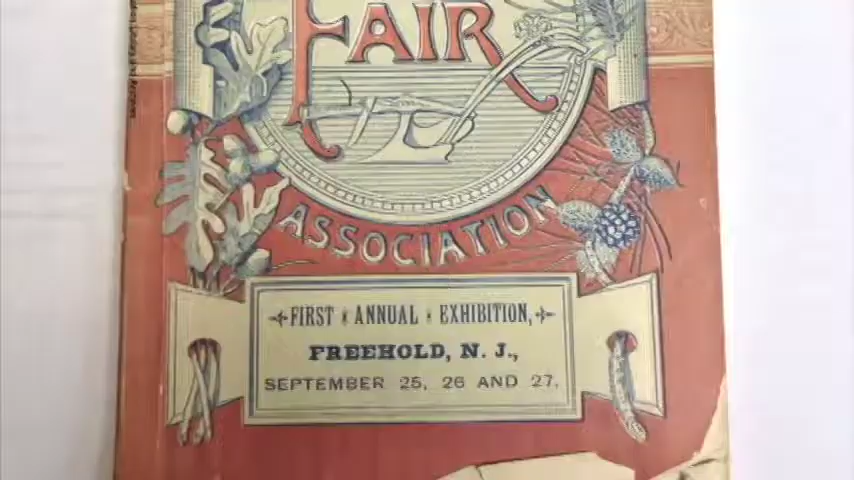 FAIR
ASSOCIATION
FIRST ANNUAL EXHIBITION,
FREEHOLD, N. J.,
SEPTEMBER 25, 26 AND 27,